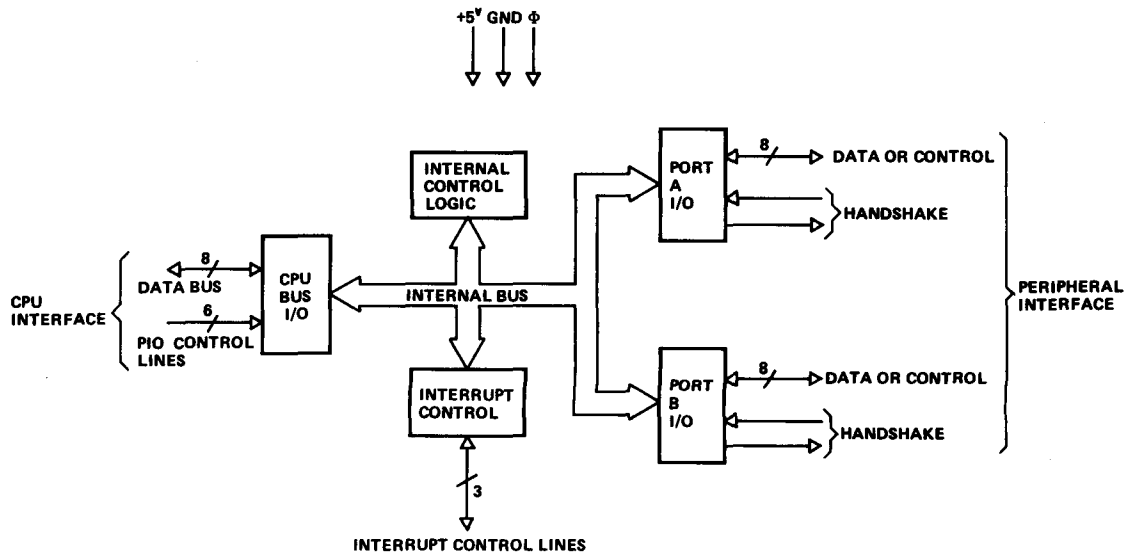 +5V GND Φ
INTERNAL
CONTROL
LOGIC
PORT
A
I/O
8
DATA OR CONTROL
HANDSHAKE
CPU
INTERFACE
8
DATA BUS
6
PIO CONTROL
LINES
CPU
BUS
I/O
INTERNAL BUS
PERIPHERAL
INTERFACE
INTERRUPT
CONTROL
PORT
B
I/O
8
DATA OR CONTROL
HANDSHAKE
3
INTERRUPT CONTROL LINES